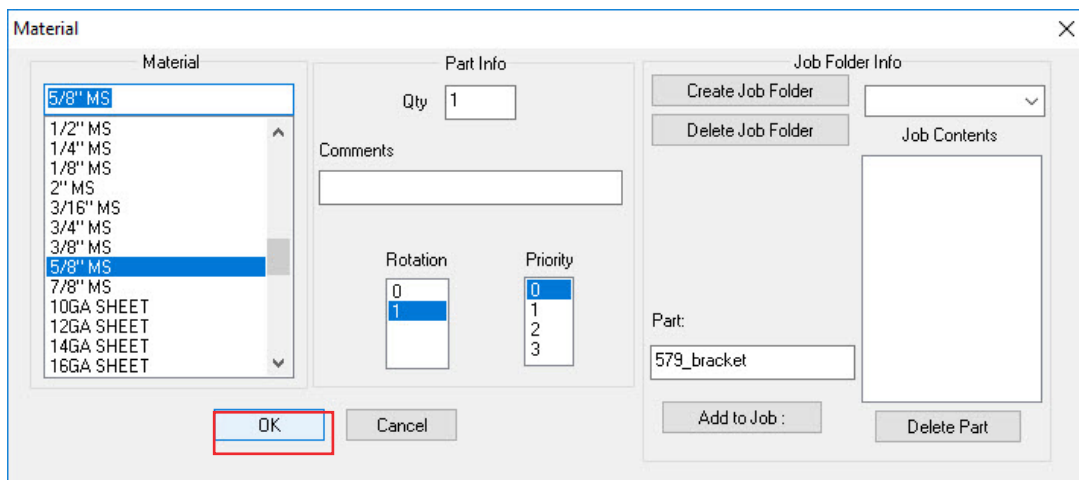 Material
Material
5/8" MS
1/2" MS
1/4" MS
1/8" MS
2" MS
3/16" MS
3/4" MS
3/8" MS
5/8" MS
7/8" MS
10GA SHEET
12GA SHEET
14GA SHEET
16GA SHEET
OK
Cancel
Part Info
Qty 1
Comments
Rotation
0
1
Priority
0
1
2
3
Job Folder Info
Create Job Folder
Delete Job Folder
Job Contents
Part:
579_bracket
Add to Job :
Delete Part